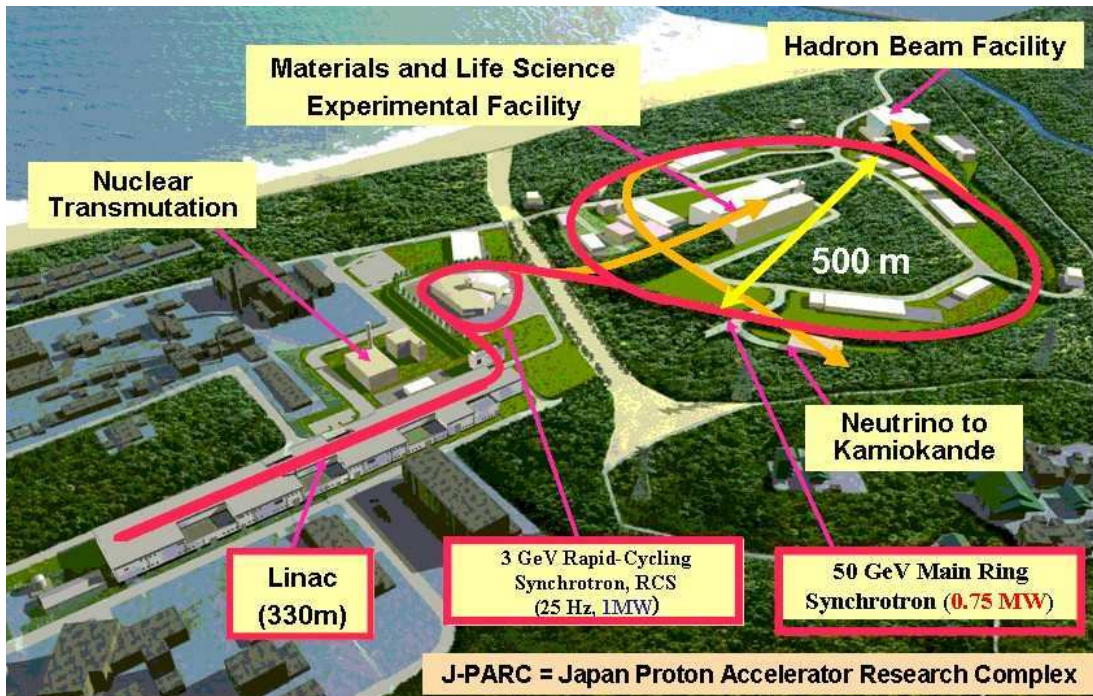 Hadron Beam Facility
Materials and Life Science
Experimental Facility
Nuclear
Transmutation
500 m
Neutrino to
Kamiokande
Linac
(330m)
3 GeV Rapid-Cycling
Synchrotron, RCS
(25 Hz, 1MW)
50 GeV Main Ring
Synchrotron (0.75 MW)
J-PARC = Japan Proton Accelerator Research Complex